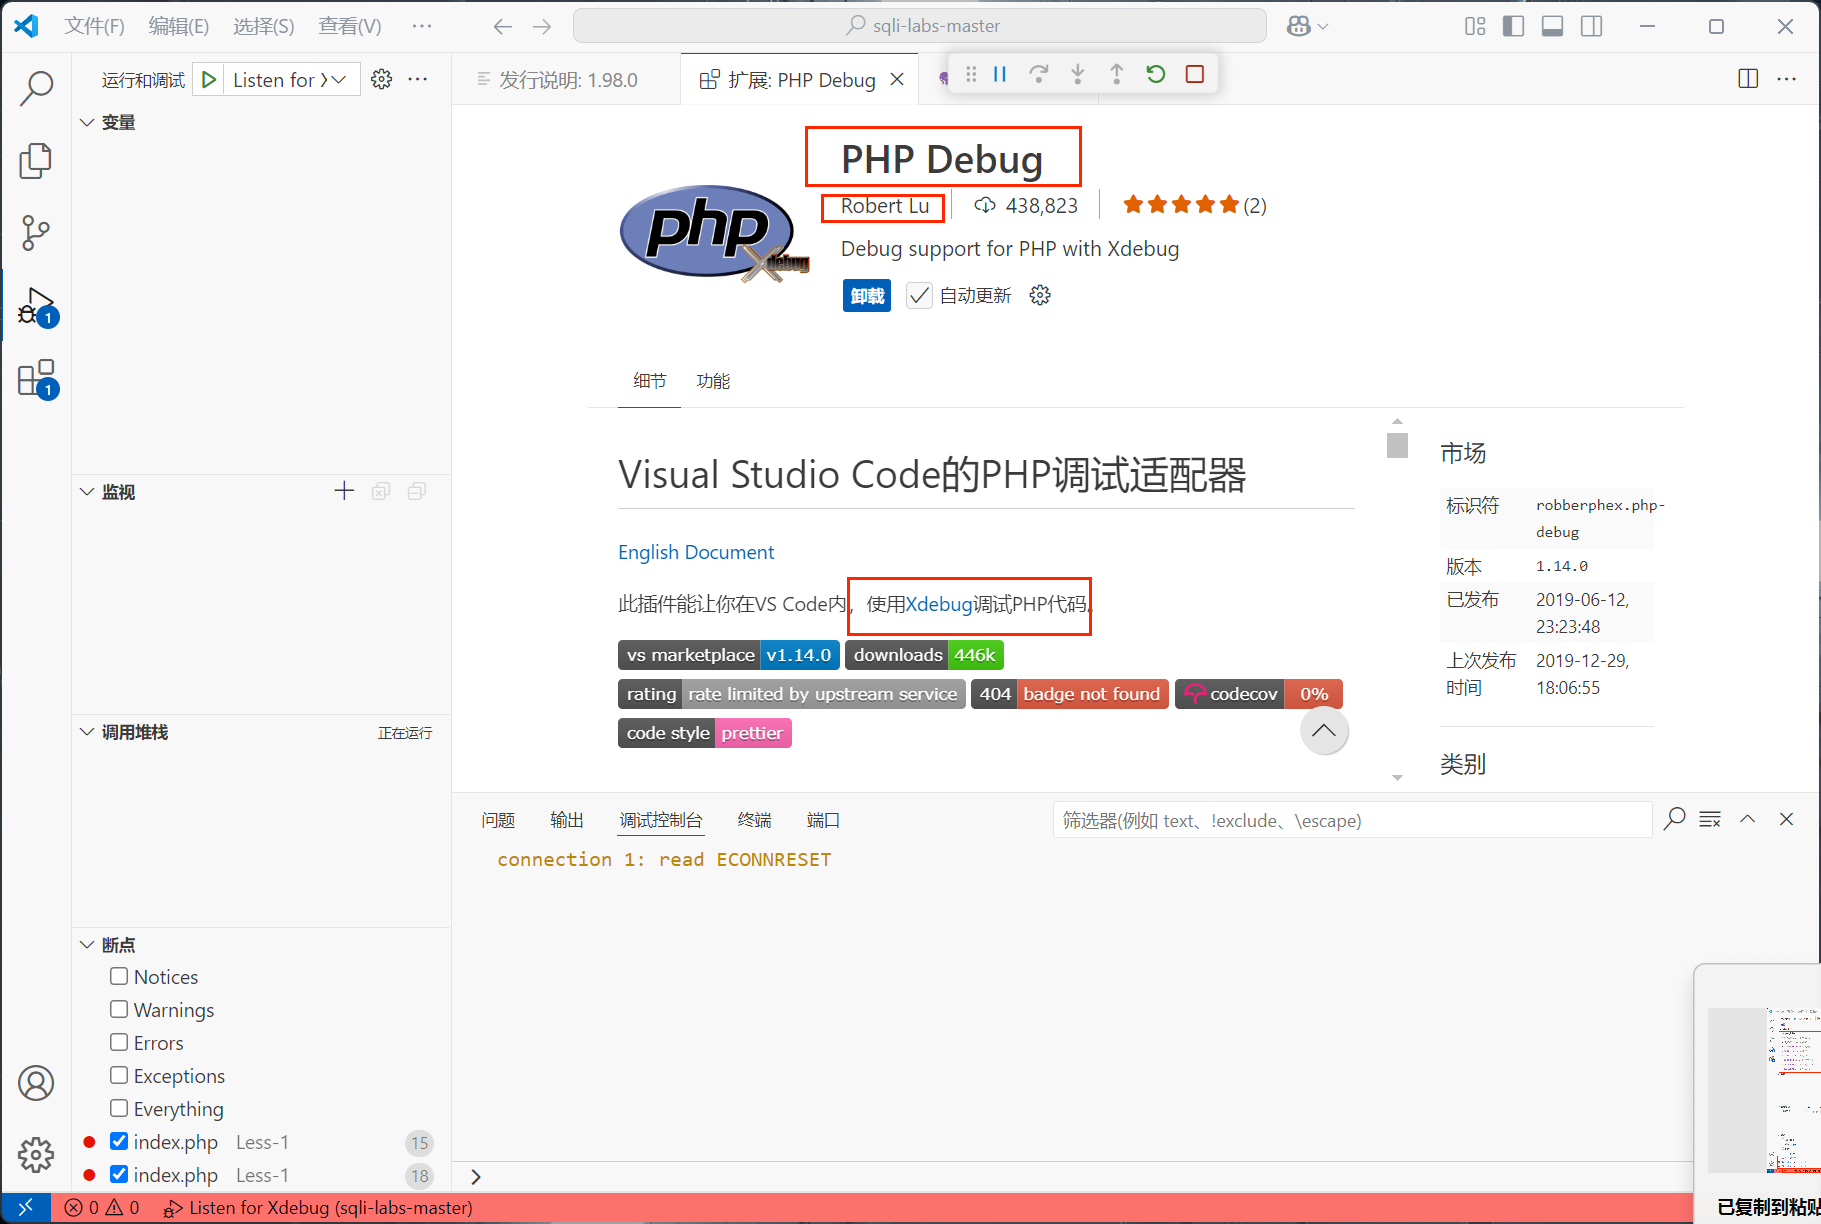 文件(F) 编辑(E) 选择(S) 查看(V) ··· sqli-labs-master
运行和调试 Listen for X ···
发行说明: 1.98.0 扩展: PHP Debug
变量
PHP Debug
Robert Lu 438,823 (2)
Debug support for PHP with Xdebug
卸载 自动更新
php
Xdebug
1
1
细节 功能
Visual Studio Code的PHP调试适配器
English Document
此插件能让你在VS Code内，使用Xdebug调试PHP代码。
vs marketplace v1.14.0 downloads 446k
rating rate limited by upstream service 404 badge not found codecov 0%
code style prettier
市场
标识符 robberphex.php-
debug
版本 1.14.0
已发布 2019-06-12,
23:23:48
上次发布 2019-12-29,
时间 18:06:55
类别
监视
调用堆栈 正在运行
断点
Notices
Warnings
Errors
Exceptions
Everything
index.php Less-1 15
index.php Less-1 18
问题 输出 调试控制台 终端 端口 筛选器(例如 text、!exclude、\escape)
connection 1: read ECONNRESET
0 0 Listen for Xdebug (sqli-labs-master)
已复制到粘贴